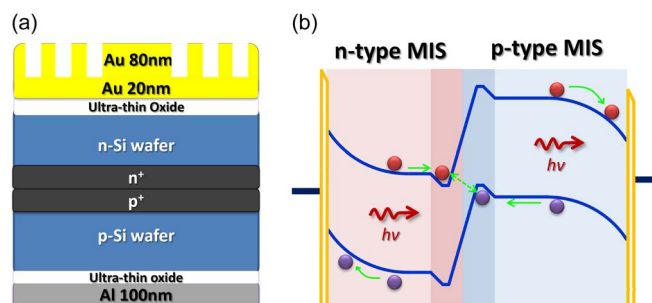 (a)
Au 80nm
Au 20nm
Ultra-thin Oxide
n-Si wafer
n⁺
p⁺
p-Si wafer
Ultra-thin oxide
Al 100nm
(b)
n-type MIS
p-type MIS
hν
hν